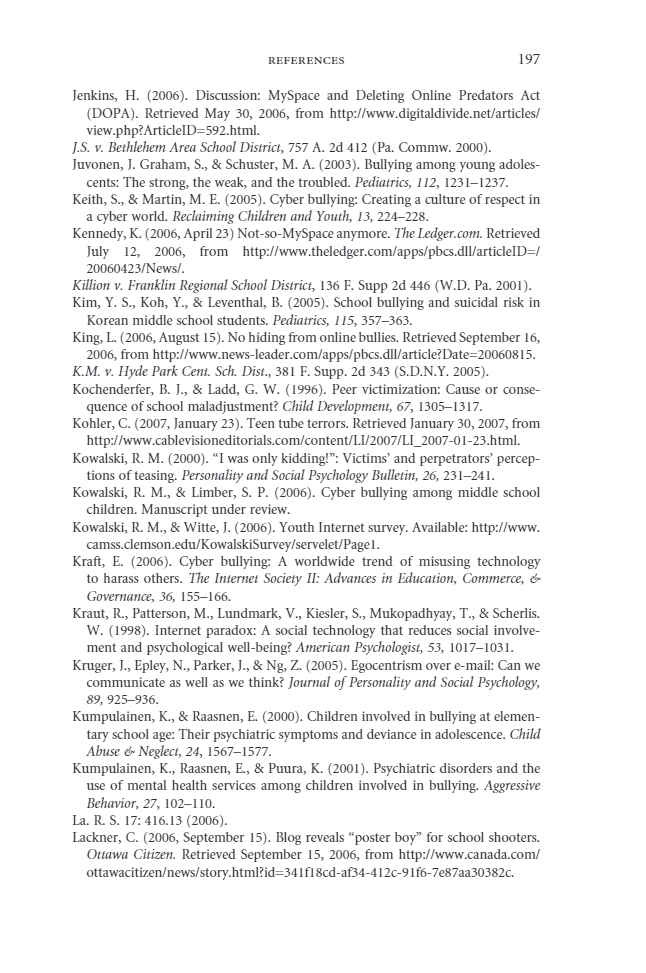 REFERENCES 197
Jenkins, H. (2006). Discussion: MySpace and Deleting Online Predators Act
(DOPA). Retrieved May 30, 2006, from http://www.digitaldivide.net/articles/
view.php?ArticleID=592.html.
J.S. v. Bethlehem Area School District, 757 A. 2d 412 (Pa. Commw. 2000).
Juvonen, J. Graham, S., & Schuster, M. A. (2003). Bullying among young adoles-
cents: The strong, the weak, and the troubled. Pediatrics, 112, 1231–1237.
Keith, S., & Martin, M. E. (2005). Cyber bullying: Creating a culture of respect in
a cyber world. Reclaiming Children and Youth, 13, 224–228.
Kennedy, K. (2006, April 23) Not-so-MySpace anymore. The Ledger.com. Retrieved
July 12, 2006, from http://www.theledger.com/apps/pbcs.dll/articleID=/
20060423/News/.
Killion v. Franklin Regional School District, 136 F. Supp 2d 446 (W.D. Pa. 2001).
Kim, Y. S., Koh, Y., & Leventhal, B. (2005). School bullying and suicidal risk in
Korean middle school students. Pediatrics, 115, 357–363.
King, L. (2006, August 15). No hiding from online bullies. Retrieved September 16,
2006, from http://www.news-leader.com/apps/pbcs.dll/article?Date=20060815.
K.M. v. Hyde Park Cent. Sch. Dist., 381 F. Supp. 2d 343 (S.D.N.Y. 2005).
Kochenderfer, B. J., & Ladd, G. W. (1996). Peer victimization: Cause or conse-
quence of school maladjustment? Child Development, 67, 1305–1317.
Kohler, C. (2007, January 23). Teen tube terrors. Retrieved January 30, 2007, from
http://www.cablevisioneditorials.com/content/LI/2007/LI_2007-01-23.html.
Kowalski, R. M. (2000). “I was only kidding!”: Victims’ and perpetrators’ percep-
tions of teasing. Personality and Social Psychology Bulletin, 26, 231–241.
Kowalski, R. M., & Limber, S. P. (2006). Cyber bullying among middle school
children. Manuscript under review.
Kowalski, R. M., & Witte, J. (2006). Youth Internet survey. Available: http://www.
camss.clemson.edu/KowalskiSurvey/servelet/Page1.
Kraft, E. (2006). Cyber bullying: A worldwide trend of misusing technology
to harass others. The Internet Society II: Advances in Education, Commerce, &
Governance, 36, 155–166.
Kraut, R., Patterson, M., Lundmark, V., Kiesler, S., Mukopadhyay, T., & Scherlis.
W. (1998). Internet paradox: A social technology that reduces social involve-
ment and psychological well-being? American Psychologist, 53, 1017–1031.
Kruger, J., Epley, N., Parker, J., & Ng, Z. (2005). Egocentrism over e-mail: Can we
communicate as well as we think? Journal of Personality and Social Psychology,
89, 925–936.
Kumpulainen, K., & Raasnen, E. (2000). Children involved in bullying at elemen-
tary school age: Their psychiatric symptoms and deviance in adolescence. Child
Abuse & Neglect, 24, 1567–1577.
Kumpulainen, K., Raasnen, E., & Puura, K. (2001). Psychiatric disorders and the
use of mental health services among children involved in bullying. Aggressive
Behavior, 27, 102–110.
La. R. S. 17: 416.13 (2006).
Lackner, C. (2006, September 15). Blog reveals “poster boy” for school shooters.
Ottawa Citizen. Retrieved September 15, 2006, from http://www.canada.com/
ottawacitizen/news/story.html?id=341f18cd-af34-412c-91f6-7e87aa30382c.